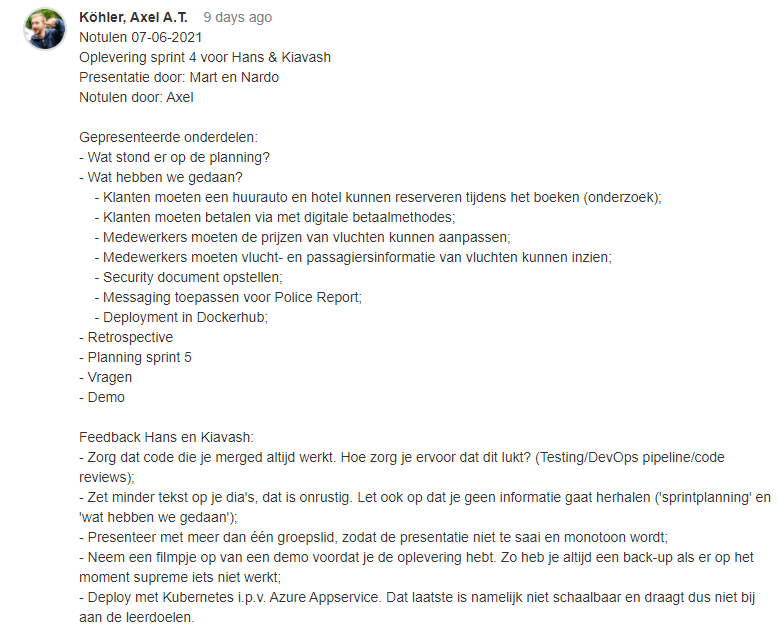 Köhler, Axel A.T. 9 days ago
Notulen 07-06-2021
Oplevering sprint 4 voor Hans & Kiavash
Presentatie door: Mart en Nardo
Notulen door: Axel
Gepresenteerde onderdelen:
- Wat stond er op de planning?
- Wat hebben we gedaan?
- Klanten moeten een huurauto en hotel kunnen reserveren tijdens het boeken (onderzoek);
- Klanten moeten betalen via met digitale betaalmethodes;
- Medewerkers moeten de prijzen van vluchten kunnen aanpassen;
- Medewerkers moeten vlucht- en passagiersinformatie van vluchten kunnen inzien;
- Security document opstellen;
- Messaging toepassen voor Police Report;
- Deployment in Dockerhub;
- Retrospective
- Planning sprint 5
- Vragen
- Demo
Feedback Hans en Kiavash:
- Zorg dat code die je merged altijd werkt. Hoe zorg je ervoor dat dit lukt? (Testing/DevOps pipeline/code
reviews);
- Zet minder tekst op je dia's, dat is onrustig. Let ook op dat je geen informatie gaat herhalen ('sprintplanning' en
'wat hebben we gedaan');
- Presenteer met meer dan één groepslid, zodat de presentatie niet te saai en monotoon wordt;
- Neem een filmpje op van een demo voordat je de oplevering hebt. Zo heb je altijd een back-up als er op het
moment supreme iets niet werkt;
- Deploy met Kubernetes i.p.v. Azure Appservice. Dat laatste is namelijk niet schaalbaar en draagt dus niet bij
aan de leerdoelen.